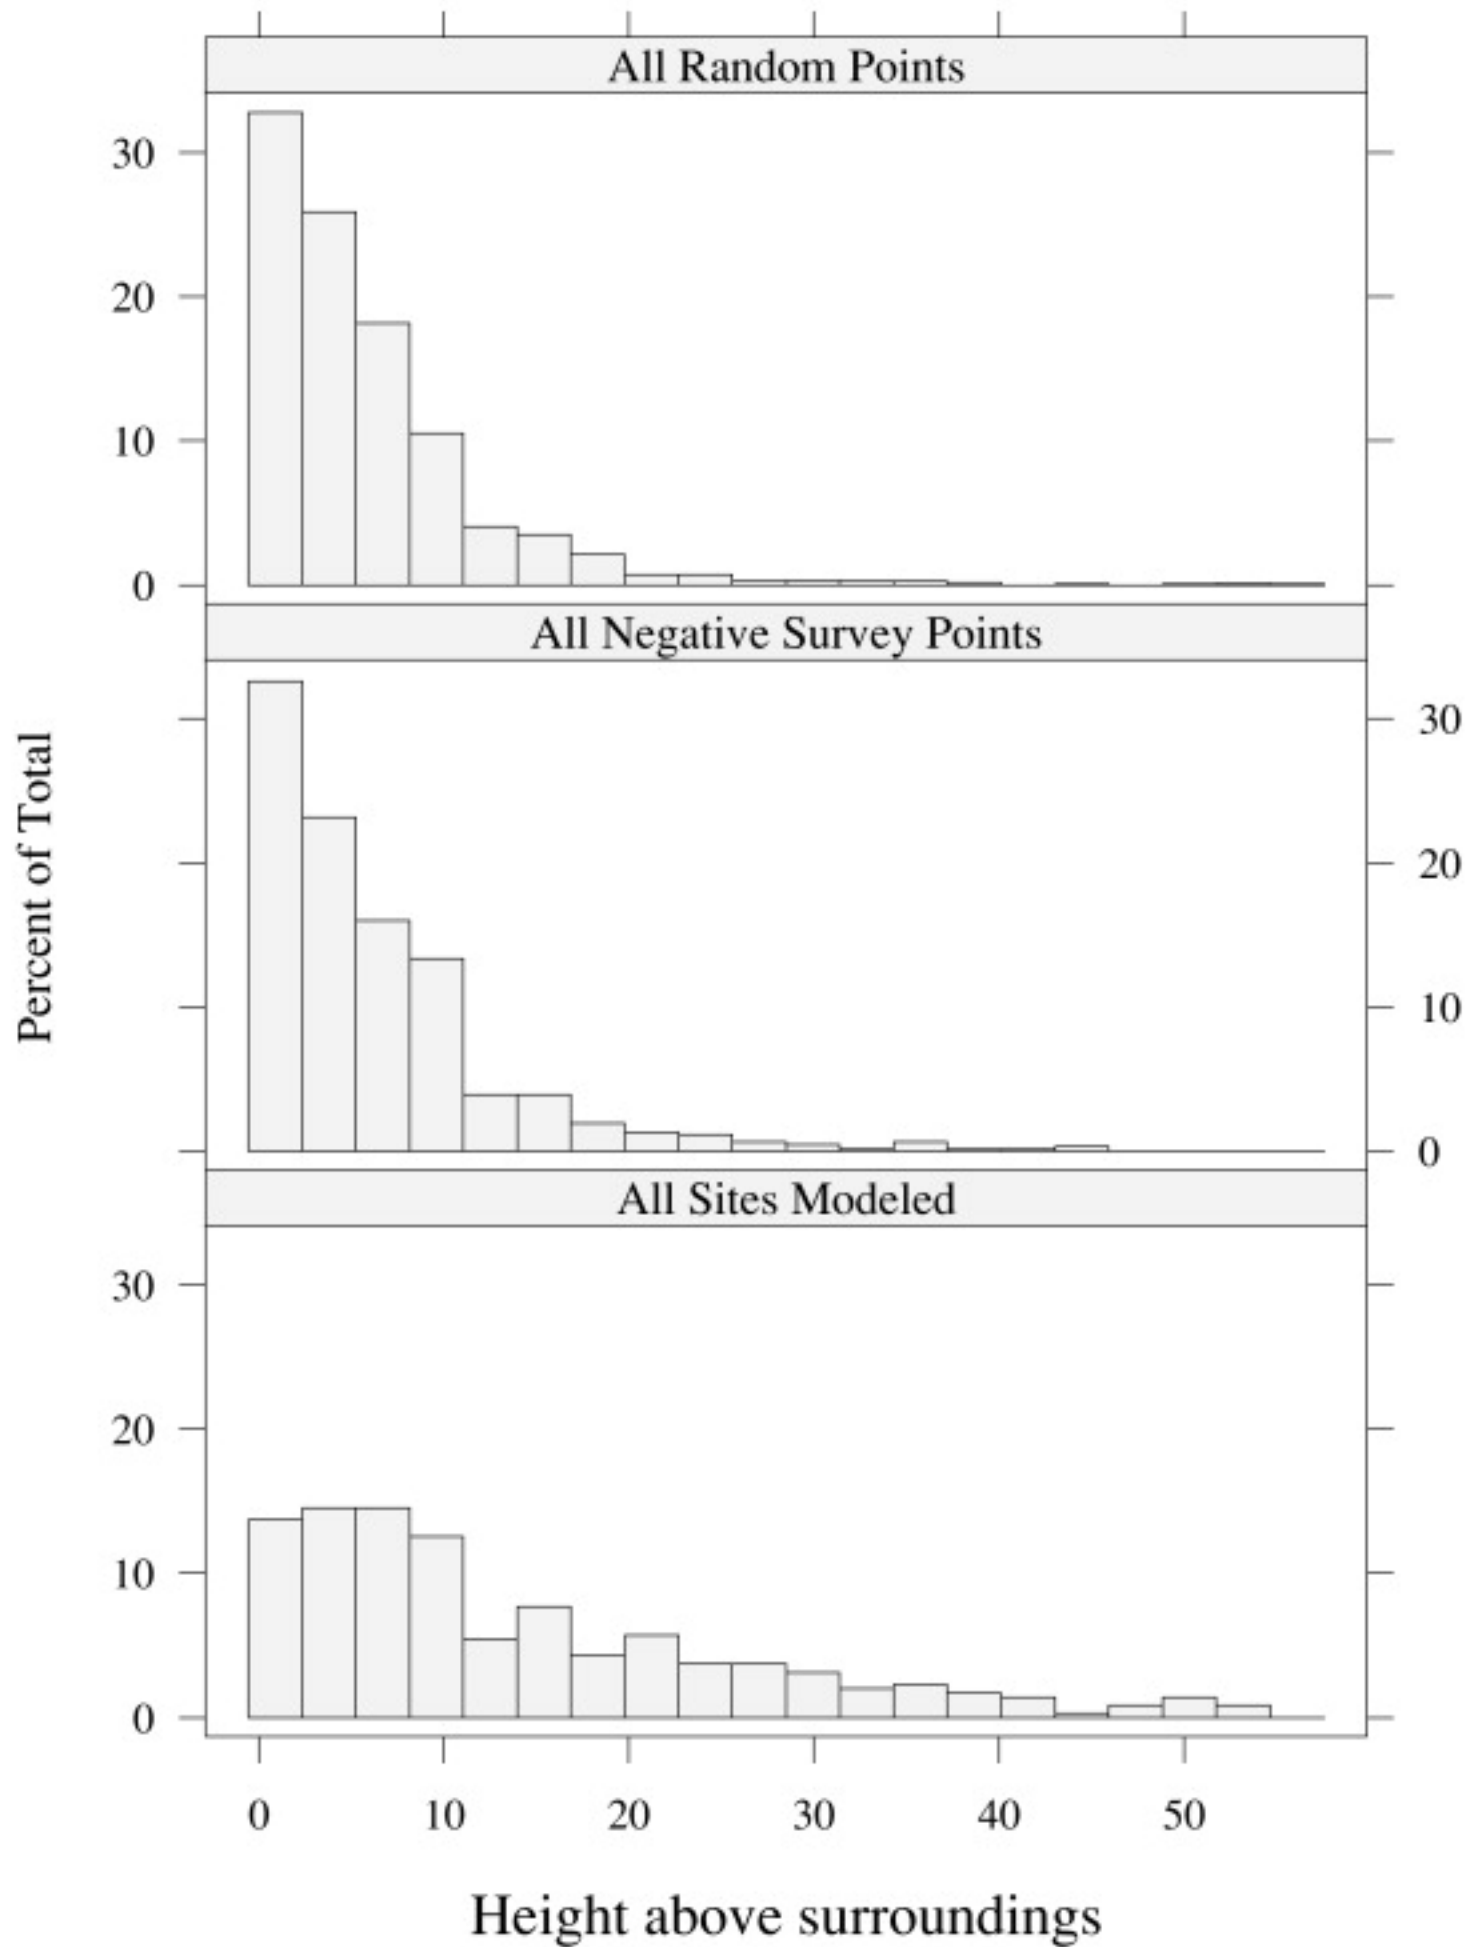 All Random Points
30
20
10
0
All Negative Survey Points
30
20
10
0
Percent of Total
All Sites Modeled
30
20
10
0
0 10 20 30 40 50
Height above surroundings